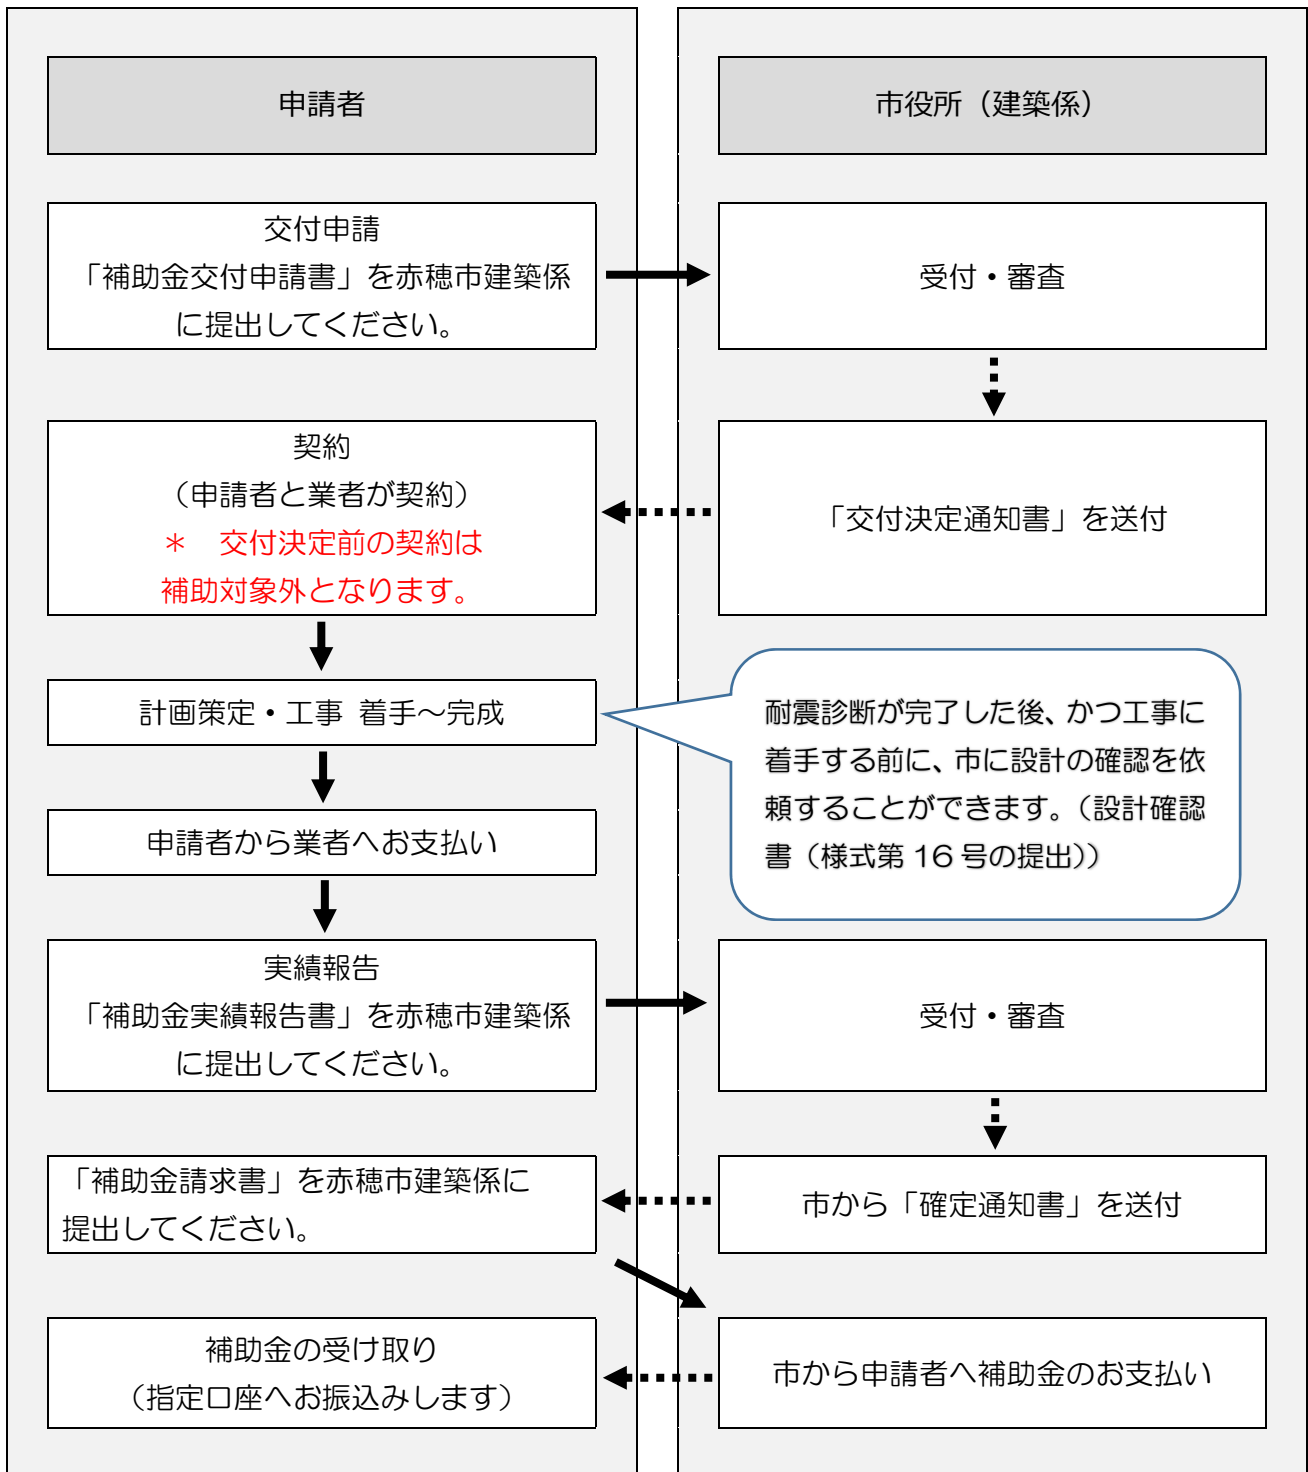 申請者
市役所（建築係）
交付申請
「補助金交付申請書」を赤穂市建築係
に提出してください。
受付・審査
契約
（申請者と業者が契約）
＊　交付決定前の契約は
補助対象外となります。
「交付決定通知書」を送付
計画策定・工事 着手～完成
耐震診断が完了した後、かつ工事に
着手する前に、市に設計の確認を依
頼することができます。（設計確認
書（様式第 16 号の提出））
申請者から業者へお支払い
実績報告
「補助金実績報告書」を赤穂市建築係
に提出してください。
受付・審査
「補助金請求書」を赤穂市建築係に
提出してください。
市から「確定通知書」を送付
補助金の受け取り
（指定口座へお振込みします）
市から申請者へ補助金のお支払い